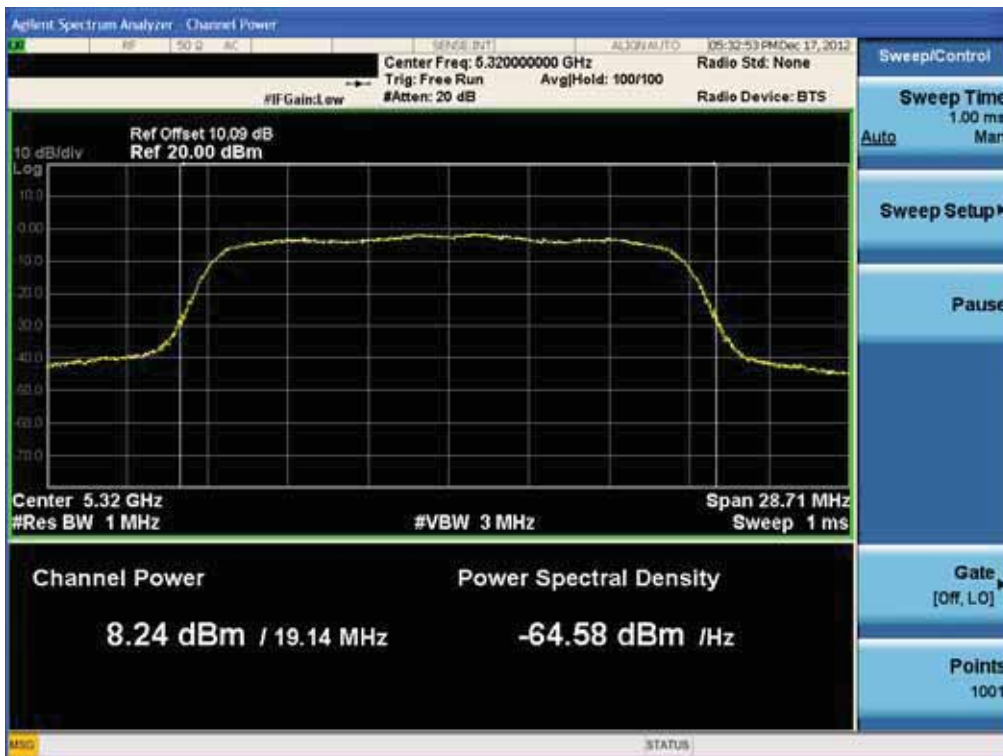 Agilent Spectrum Analyzer - Channel Power
RF 50 Ω AC SENSE:INT ALIGN AUTO 05:32:53 PM Dec 17, 2012
Center Freq: 5.320000000 GHz Radio Std: None
Trig: Free Run Avg|Hold: 100/100
#IFGain:Low #Atten: 20 dB Radio Device: BTS
Ref Offset 10.09 dB
10 dB/div Ref 20.00 dBm
Log
10.0
0.00
-10.0
-20.0
-30.0
-40.0
-50.0
-60.0
-70.0
Center 5.32 GHz Span 28.71 MHz
#Res BW 1 MHz #VBW 3 MHz Sweep 1 ms
Channel Power Power Spectral Density
8.24 dBm / 19.14 MHz -64.58 dBm /Hz
MSG STATUS
Sweep/Control
Sweep Time
1.00 ms
Auto Man
Sweep Setup
Pause
Gate
[Off, LO]
Points
1001